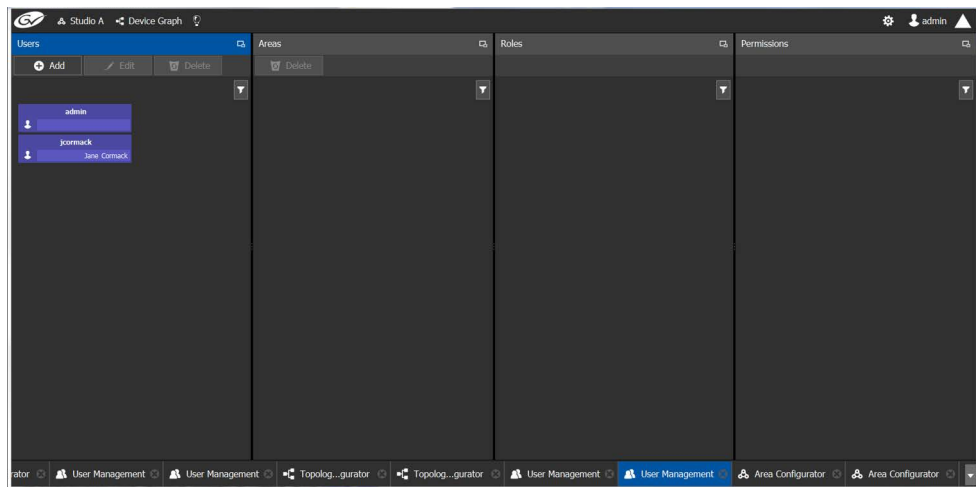 GV Studio A Device Graph admin
Users Areas Roles Permissions
Add Edit Delete Delete
admin
jcormack
Jane Cormack
rator User Management User Management Topolog...gurator Topolog...gurator User Management User Management Area Configurator Area Configurator